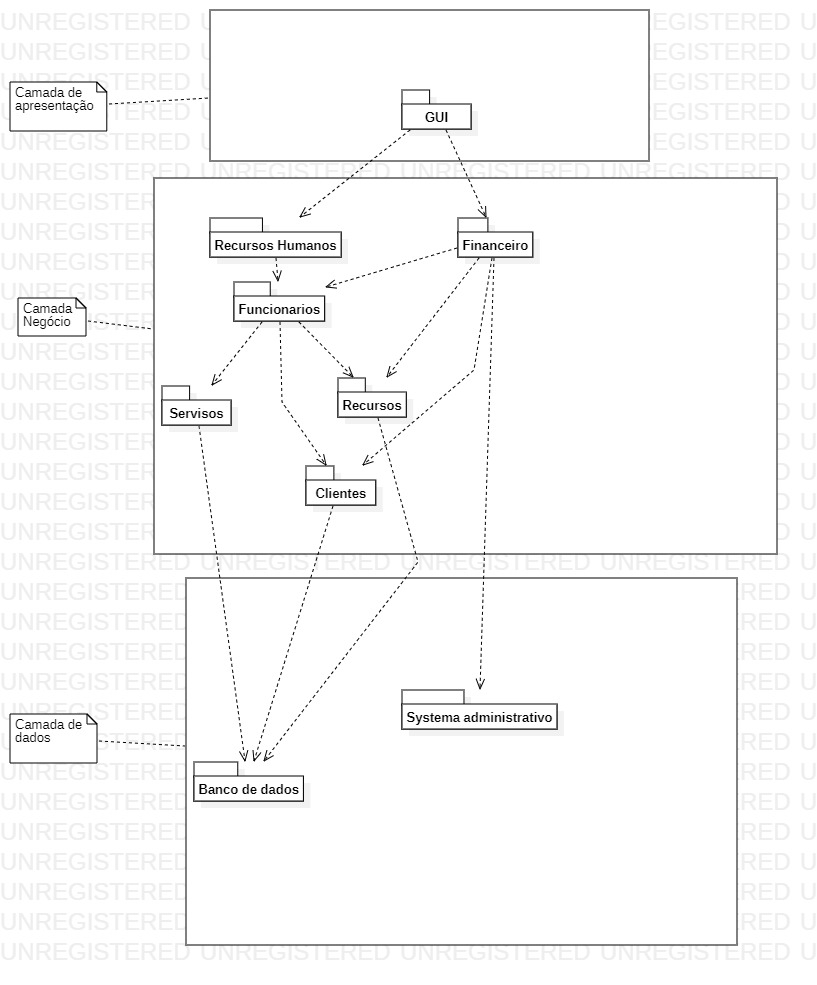 Camada de
apresentação
GUI
Recursos Humanos
Financeiro
Camada
Negócio
Funcionarios
Servisos
Recursos
Clientes
Camada de
dados
Systema administrativo
Banco de dados
UNREGISTERED